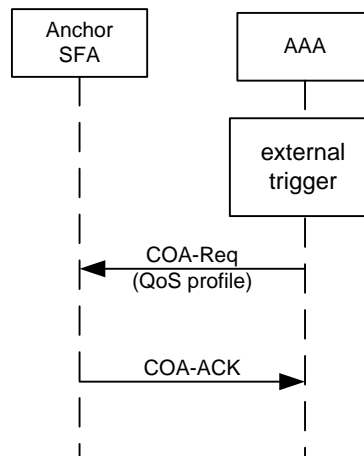 Anchor
SFA
AAA
external
trigger
COA-Req
(QoS profile)
COA-ACK